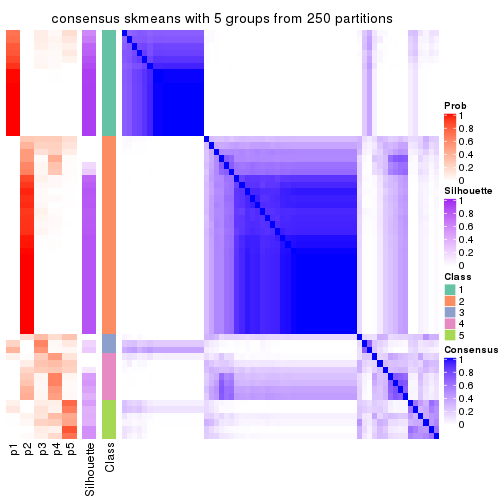 consensus skmeans with 5 groups from 250 partitions
Prob
1
0.8
0.6
0.4
0.2
0
Silhouette
1
0.8
0.6
0.4
0.2
0
Class
1
2
3
4
5
Consensus
1
0.8
0.6
0.4
0.2
0
p1
p2
p3
p4
p5
Silhouette
Class